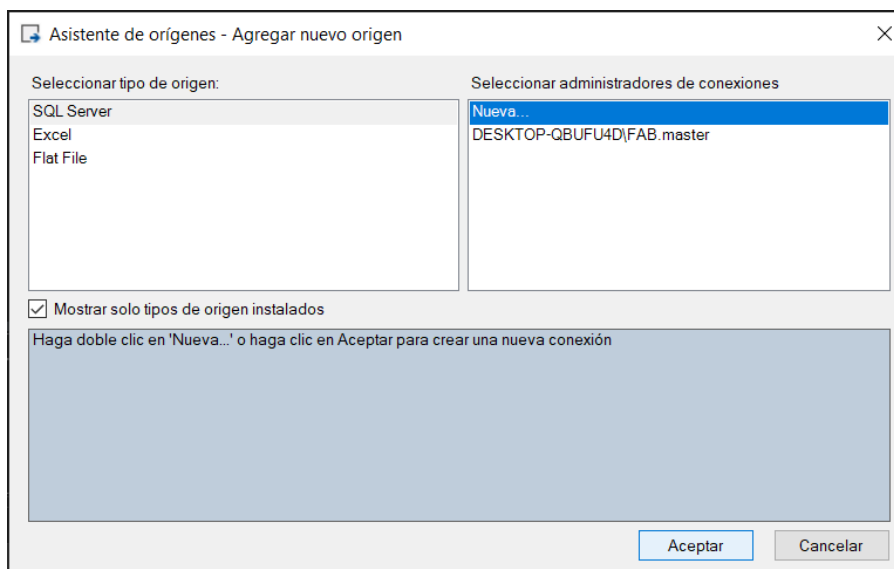 Asistente de orígenes - Agregar nuevo origen
Seleccionar tipo de origen:
SQL Server
Excel
Flat File
Seleccionar administradores de conexiones
Nueva...
DESKTOP-QBUFU4D\FAB.master
Mostrar solo tipos de origen instalados
Haga doble clic en 'Nueva...' o haga clic en Aceptar para crear una nueva conexión
Aceptar
Cancelar